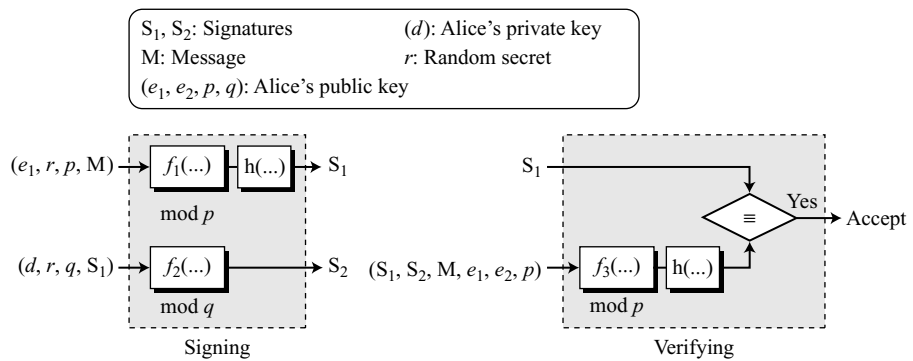 S₁, S₂: Signatures (d): Alice's private key
M: Message r: Random secret
(e₁, e₂, p, q): Alice's public key
(e₁, r, p, M) f₁(...) h(...) S₁
mod p
(d, r, q, S₁) f₂(...) S₂
mod q
Signing
S₁
Yes
≡ Accept
(S₁, S₂, M, e₁, e₂, p) f₃(...) h(...)
mod p
Verifying